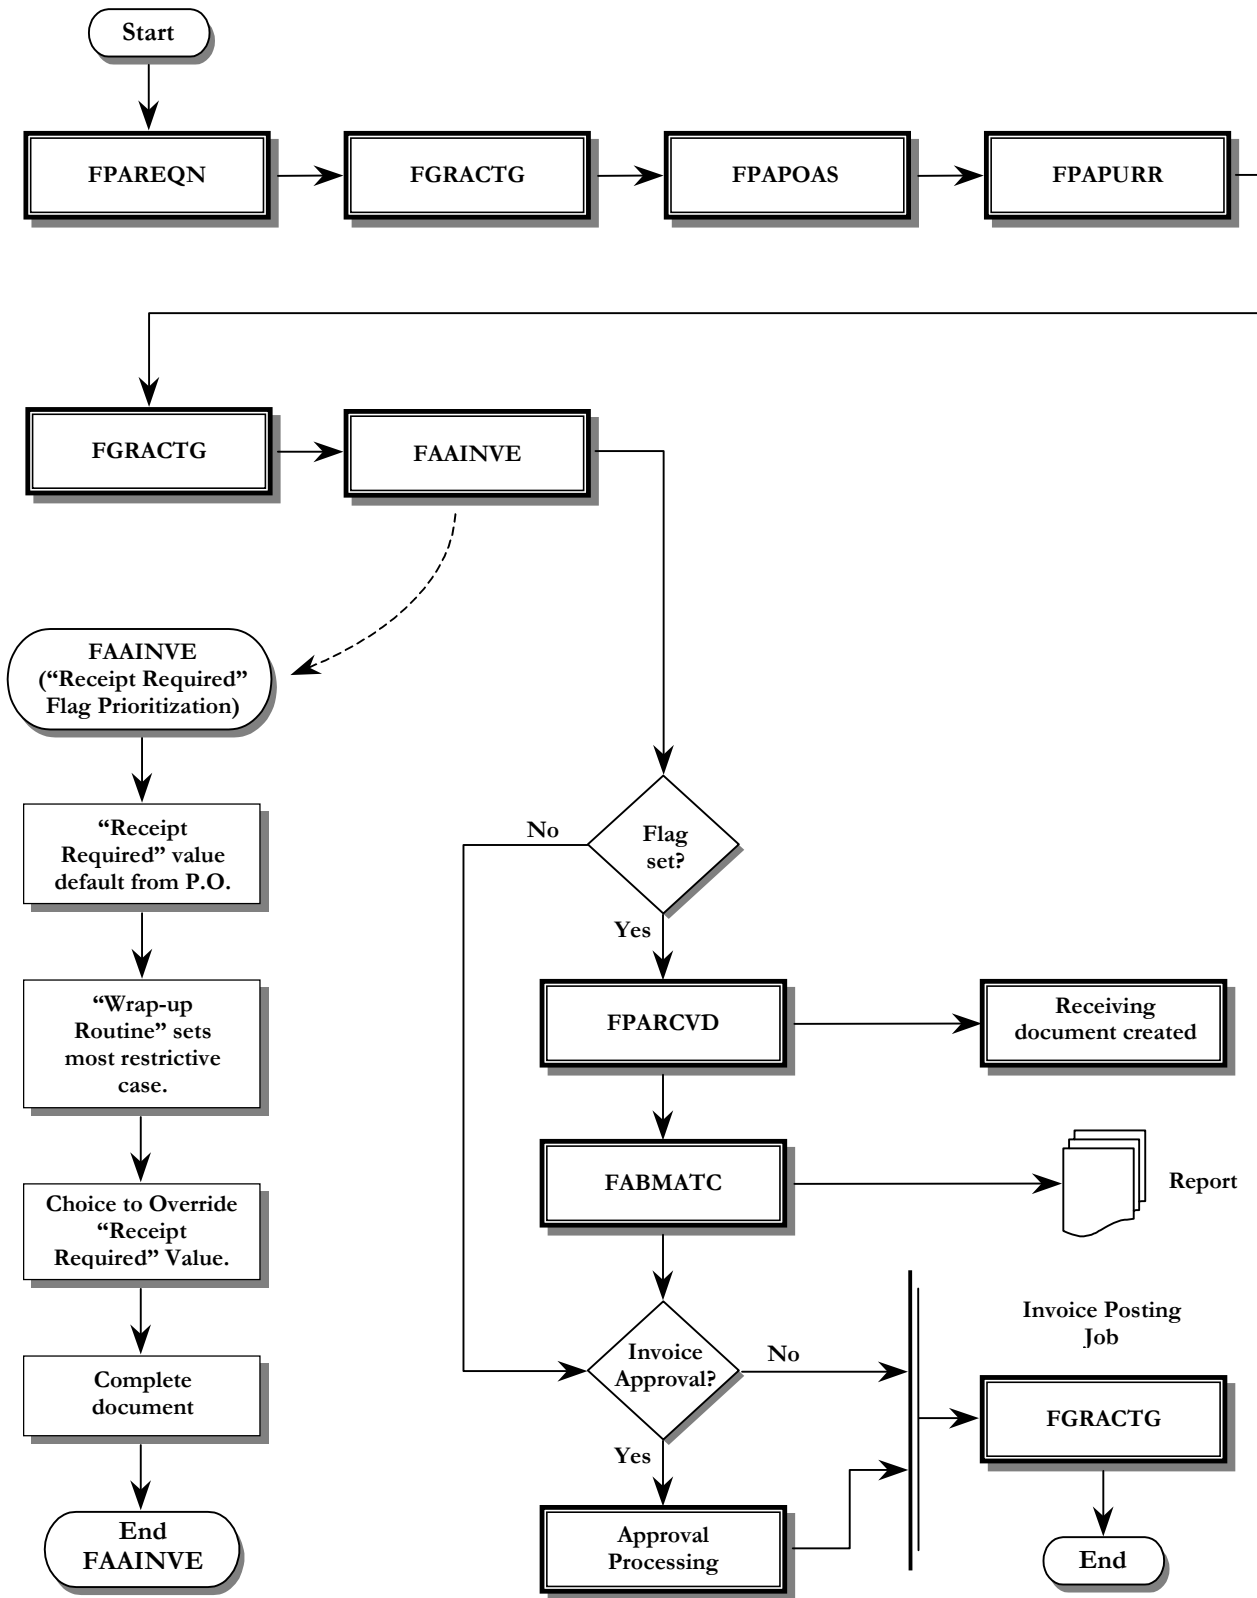 Start
FPAREQN
FGRACTG
FPAPOAS
FPAPURR
FGRACTG
FAAINVE
FAAINVE
(“Receipt Required”
Flag Prioritization)
“Receipt
Required” value
default from P.O.
“Wrap-up
Routine” sets
most restrictive
case.
Choice to Override
“Receipt
Required” Value.
Complete
document
End
FAAINVE
No
Flag
set?
Yes
FPARCVD
Receiving
document created
FABMATC
Report
Invoice
Approval?
No
Yes
Approval
Processing
Invoice Posting
Job
FGRACTG
End